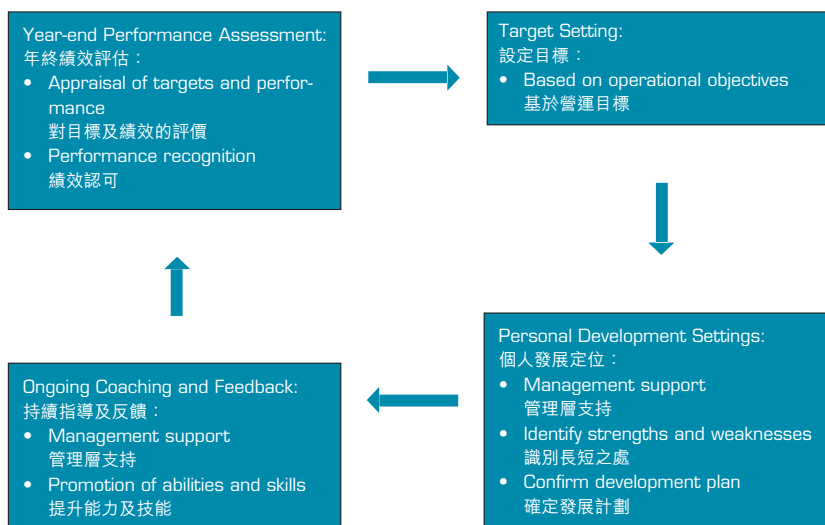 Year-end Performance Assessment:
年終績效評估：
• Appraisal of targets and perfor-
mance
對目標及績效的評價
• Performance recognition
績效認可
Target Setting:
設定目標：
• Based on operational objectives
基於營運目標
Personal Development Settings:
個人發展定位：
• Management support
管理層支持
• Identify strengths and weaknesses
識別長短之處
• Confirm development plan
確定發展計劃
Ongoing Coaching and Feedback:
持續指導及反饋：
• Management support
管理層支持
• Promotion of abilities and skills
提升能力及技能